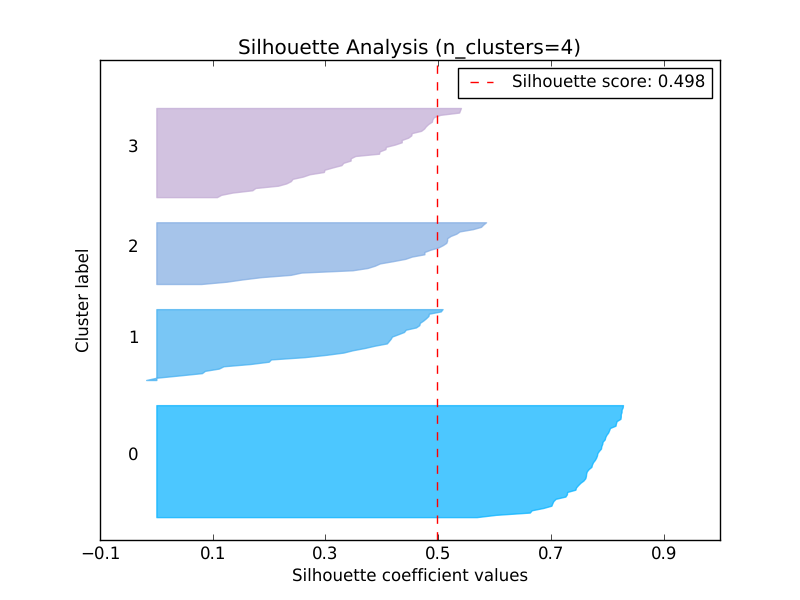 Silhouette Analysis (n_clusters=4)
Silhouette score: 0.498
3
2
1
0
Cluster label
−0.1 0.1 0.3 0.5 0.7 0.9
Silhouette coefficient values